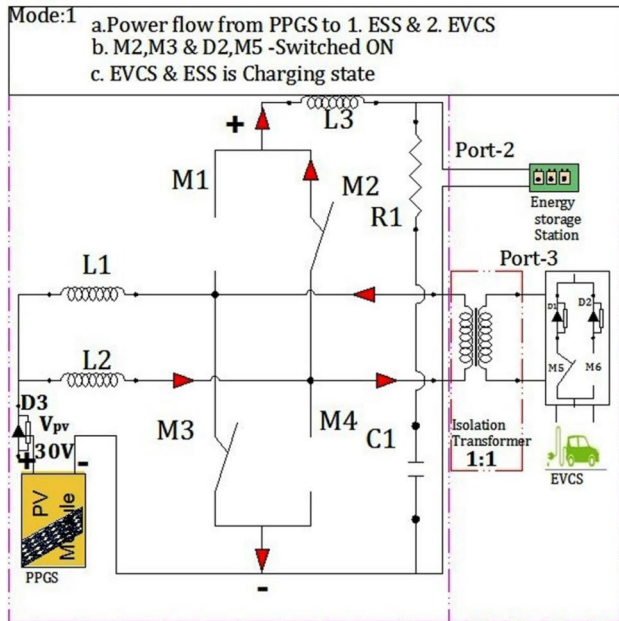 Mode:1
a.Power flow from PPGS to 1. ESS & 2. EVCS
b. M2,M3 & D2,M5 -Switched ON
c. EVCS & ESS is Charging state
+
L3
Port-2
M1
M2
R1
Energy
storage
Station
Port-3
L1
D1
D2
L2
M5
M6
D3
Vpv
M3
M4
C1
Isolation
Transformer
1:1
+
30V
-
EVCS
PV
Module
PPGS
-